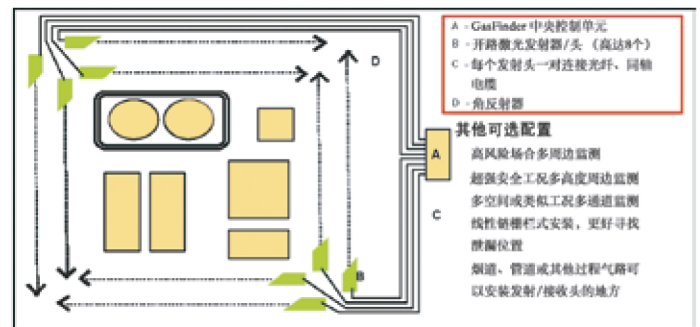 A - GasFinder 中央控制单元
B - 开路激光发射器/头 （高达8个）
C - 每个发射头一对连接光纤、同轴
电缆
D - 角反射器
D
其他可选配置
A
高风险场合多周边监测
超强安全工况多高度周边监测
多空间或类似工况多通道监测
C
线性链栅栏式安装，更好寻找
泄漏位置
B
烟道、管道或其他过程气路可
以安装发射/接收头的地方